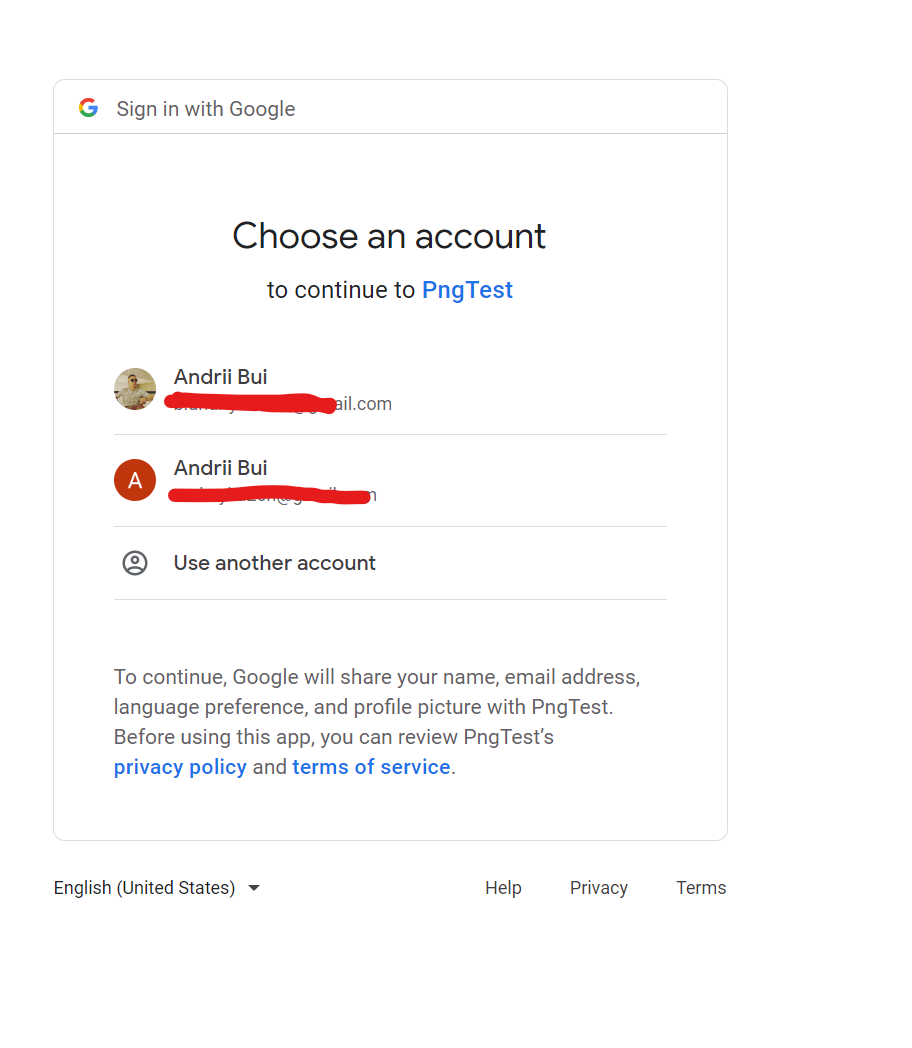 Sign in with Google
Choose an account
to continue to PngTest
Andrii Bui
ail.com
Andrii Bui
A
Use another account
To continue, Google will share your name, email address,
language preference, and profile picture with PngTest.
Before using this app, you can review PngTest’s
privacy policy and terms of service.
English (United States)
Help
Privacy
Terms